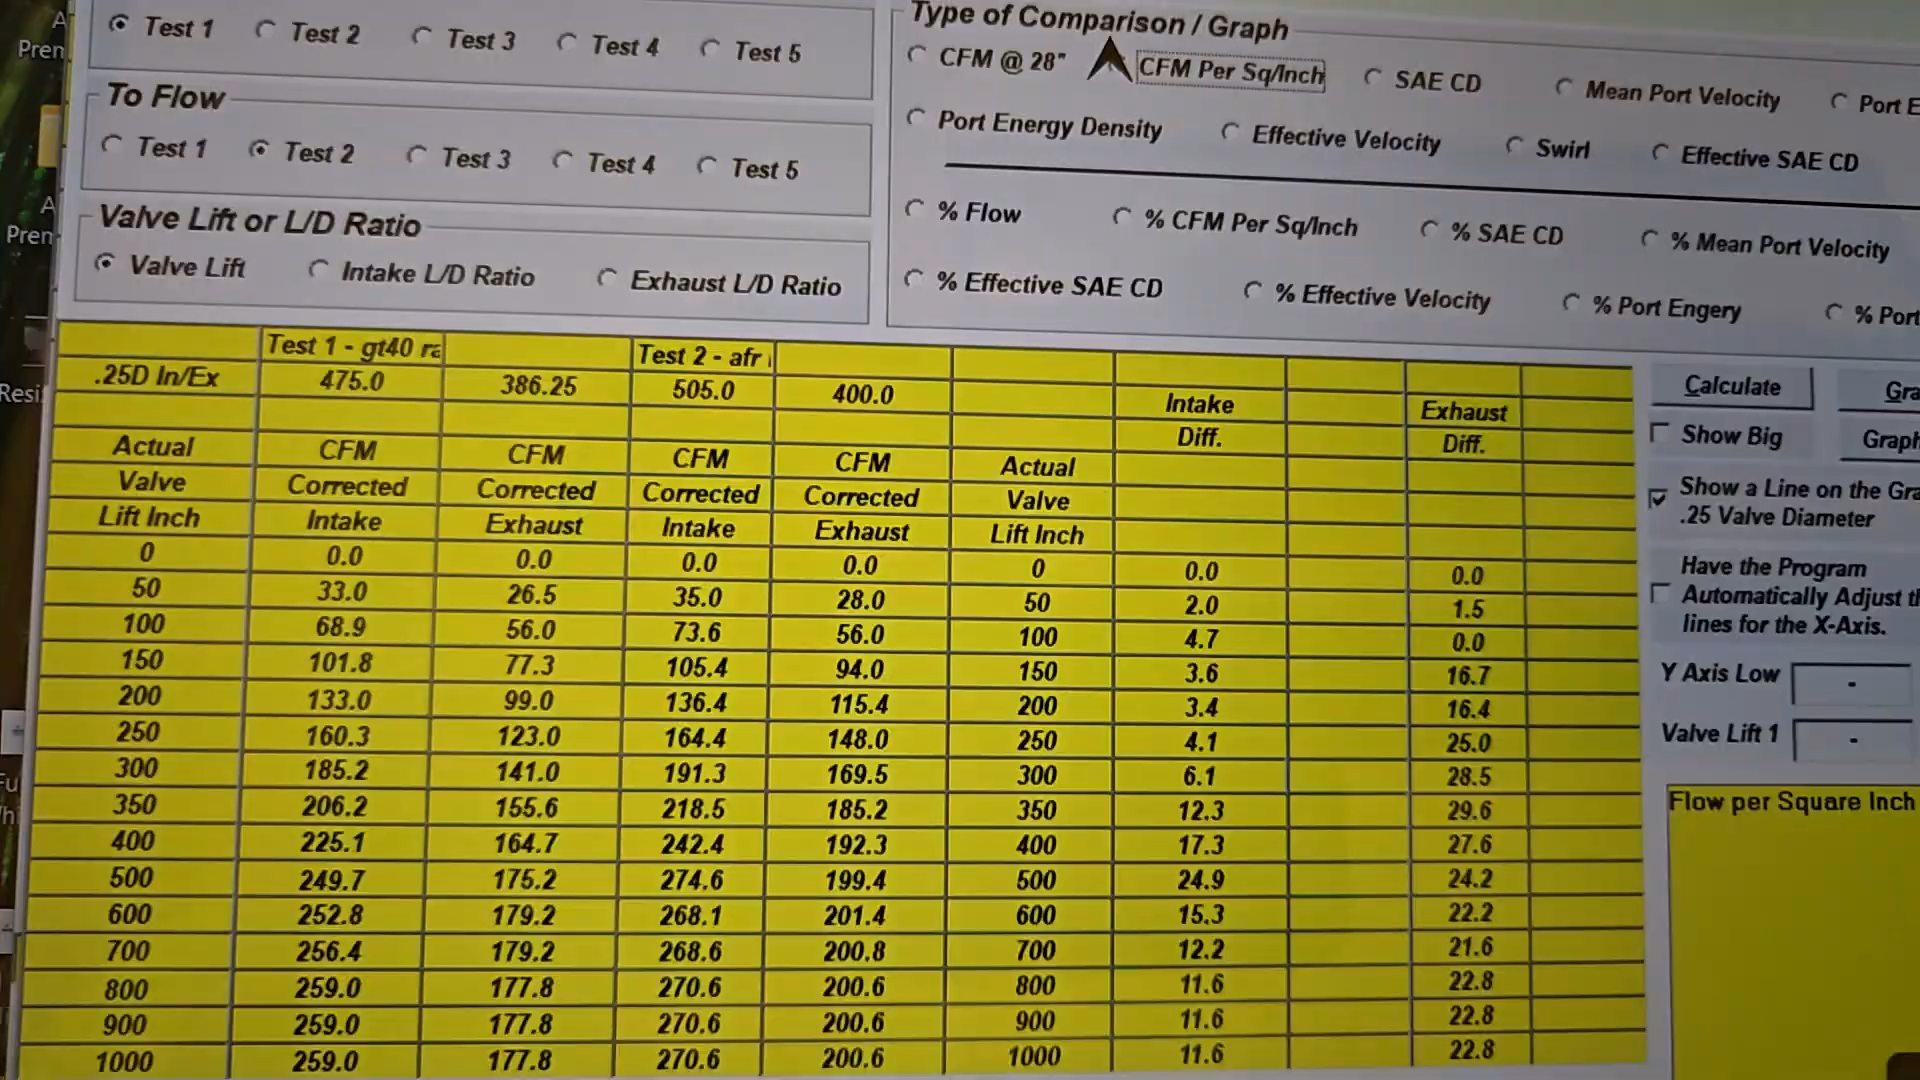 Test 1 Test 2 Test 3 Test 4 Test 5
To Flow
Test 1 Test 2 Test 3 Test 4 Test 5
Valve Lift or L/D Ratio
Valve Lift Intake L/D Ratio Exhaust L/D Ratio
Type of Comparison / Graph
CFM @ 28" CFM Per Sq/Inch SAE CD Mean Port Velocity Port E
Port Energy Density Effective Velocity Swirl Effective SAE CD
% Flow % CFM Per Sq/Inch % SAE CD % Mean Port Velocity
% Effective SAE CD % Effective Velocity % Port Engery % Port
Test 1 - gt40 ra Test 2 - afr
.25D In/Ex 475.0 386.25 505.0 400.0 Intake Exhaust
Diff. Diff.
Actual CFM CFM CFM CFM Actual
Valve Corrected Corrected Corrected Corrected Valve
Lift Inch Intake Exhaust Intake Exhaust Lift Inch
0 0.0 0.0 0.0 0.0 0 0.0 0.0
50 33.0 26.5 35.0 28.0 50 2.0 1.5
100 68.9 56.0 73.6 56.0 100 4.7 0.0
150 101.8 77.3 105.4 94.0 150 3.6 16.7
200 133.0 99.0 136.4 115.4 200 3.4 16.4
250 160.3 123.0 164.4 148.0 250 4.1 25.0
300 185.2 141.0 191.3 169.5 300 6.1 28.5
350 206.2 155.6 218.5 185.2 350 12.3 29.6
400 225.1 164.7 242.4 192.3 400 17.3 27.6
500 249.7 175.2 274.6 199.4 500 24.9 24.2
600 252.8 179.2 268.1 201.4 600 15.3 22.2
700 256.4 179.2 268.6 200.8 700 12.2 21.6
800 259.0 177.8 270.6 200.6 800 11.6 22.8
900 259.0 177.8 270.6 200.6 900 11.6 22.8
1000 259.0 177.8 270.6 200.6 1000 11.6 22.8
Calculate Gra
Show Big Graph
Show a Line on the Gra
.25 Valve Diameter
Have the Program
Automatically Adjust th
lines for the X-Axis.
Y Axis Low -
Valve Lift 1 -
Flow per Square Inch